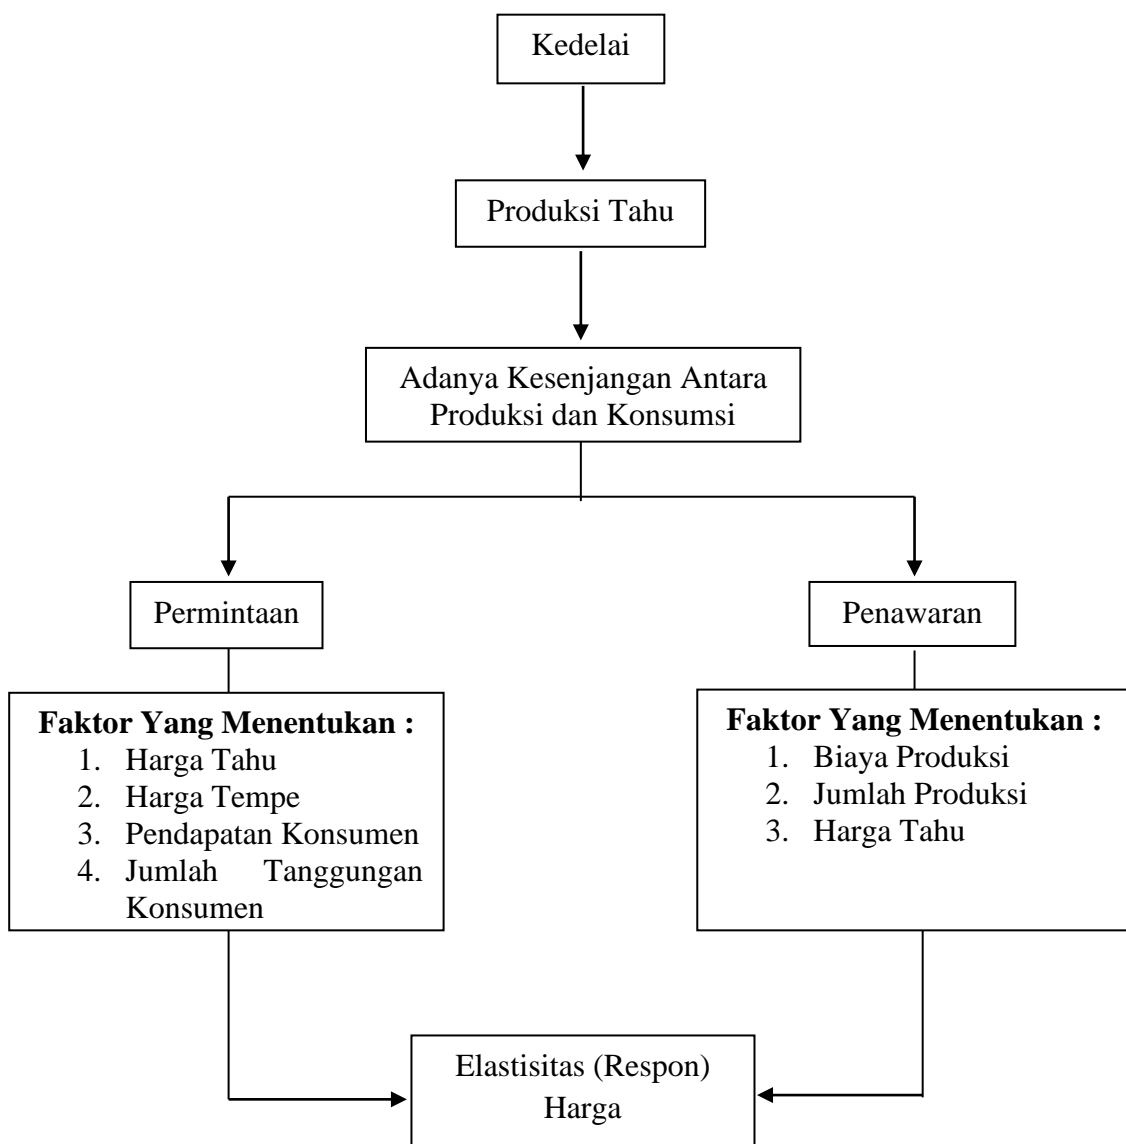 Kedelai
Produksi Tahu
Adanya Kesenjangan Antara
Produksi dan Konsumsi
Permintaan
Penawaran
Faktor Yang Menentukan :
1. Harga Tahu
2. Harga Tempe
3. Pendapatan Konsumen
4. Jumlah Tanggungan
Konsumen
Faktor Yang Menentukan :
1. Biaya Produksi
2. Jumlah Produksi
3. Harga Tahu
Elastisitas (Respon)
Harga